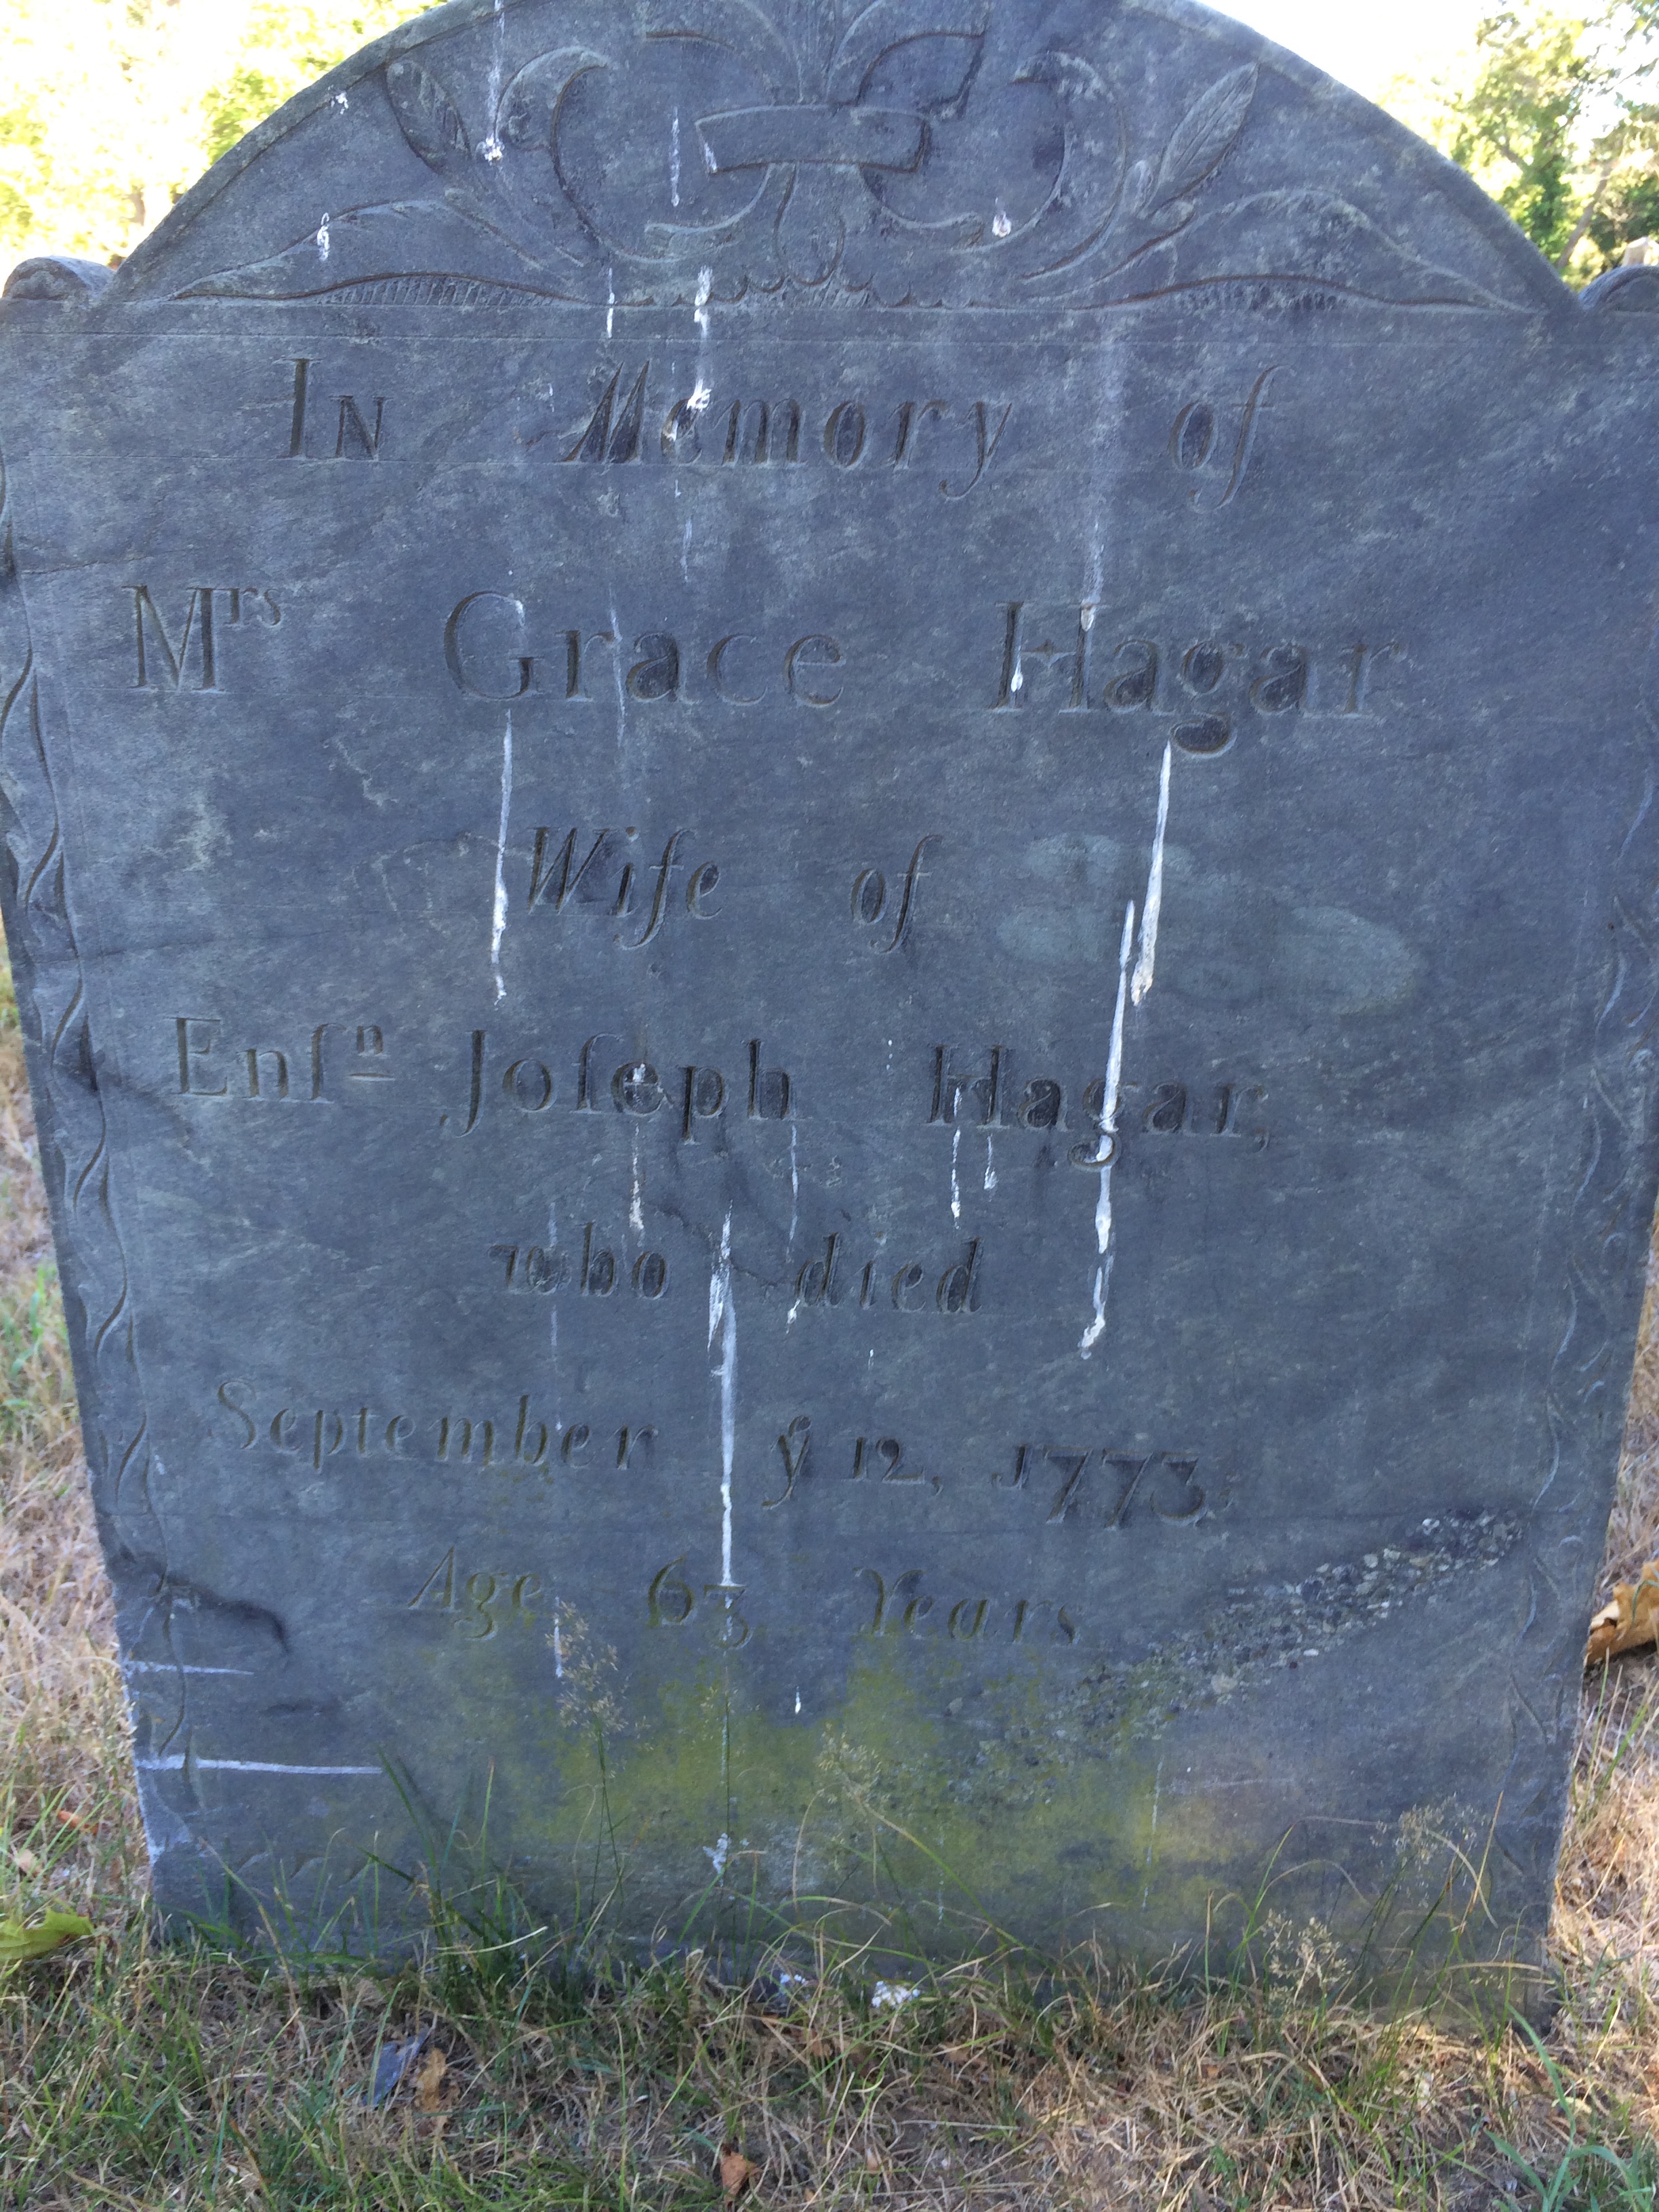 In Memory of
Mrs Grace Hagar
Wife of
Enſn Joſeph Hagar,
who died
September ye 12, 1773.
Age 63 Years